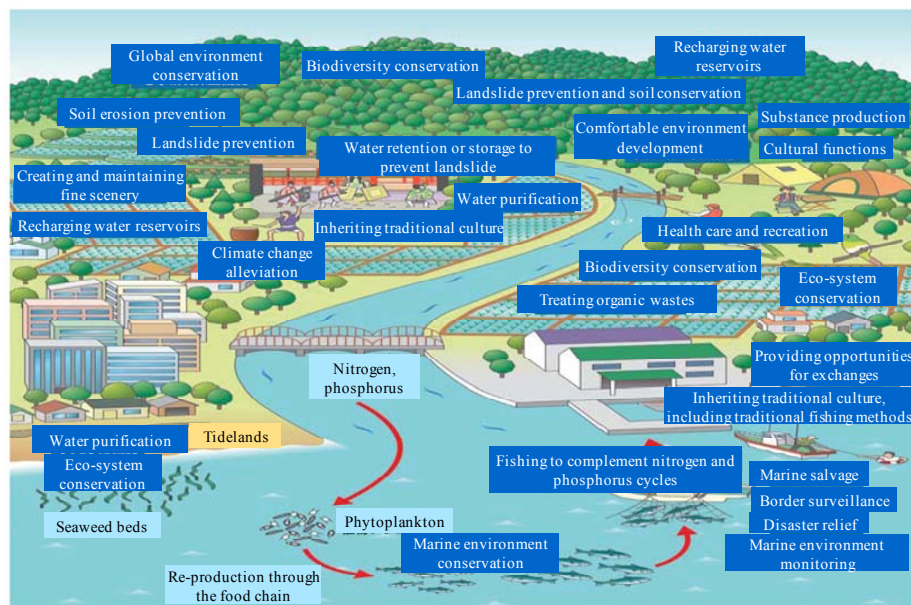 Global environment
conservation
Biodiversity conservation
Recharging water
reservoirs
Landslide prevention and soil conservation
Soil erosion prevention
Substance production
Landslide prevention
Water retention or storage to
prevent landslide
Comfortable environment
development
Cultural functions
Creating and maintaining
fine scenery
Water purification
Recharging water reservoirs
Inheriting traditional culture
Health care and recreation
Climate change
alleviation
Biodiversity conservation
Eco-system
conservation
Treating organic wastes
Nitrogen,
phosphorus
Providing opportunities
for exchanges
Inheriting traditional culture,
including traditional fishing methods
Water purification
Tidelands
Eco-system
conservation
Fishing to complement nitrogen and
phosphorus cycles
Marine salvage
Border surveillance
Seaweed beds
Phytoplankton
Disaster relief
Marine environment
conservation
Marine environment
monitoring
Re-production through
the food chain